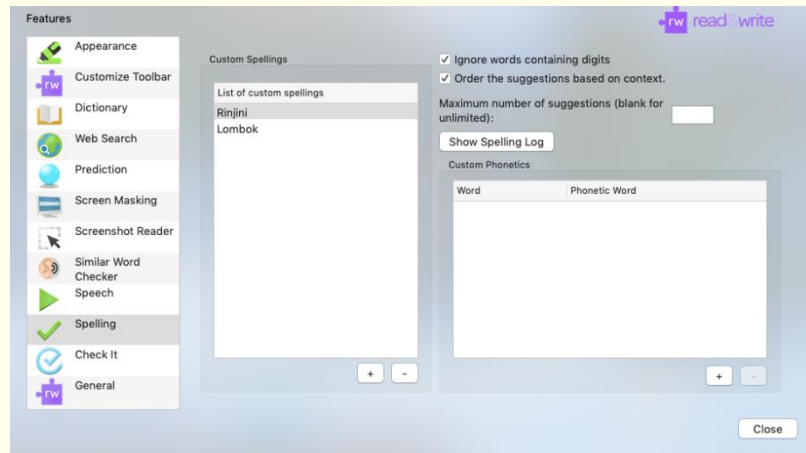 Features
rw read&write
Appearance
Customize Toolbar
Dictionary
Web Search
Prediction
Screen Masking
Screenshot Reader
Similar Word
Checker
Speech
Spelling
Check It
General
Custom Spellings
List of custom spellings
Rinjini
Lombok
+ -
Ignore words containing digits
Order the suggestions based on context.
Maximum number of suggestions (blank for
unlimited):
Show Spelling Log
Custom Phonetics
Word Phonetic Word
+ -
Close